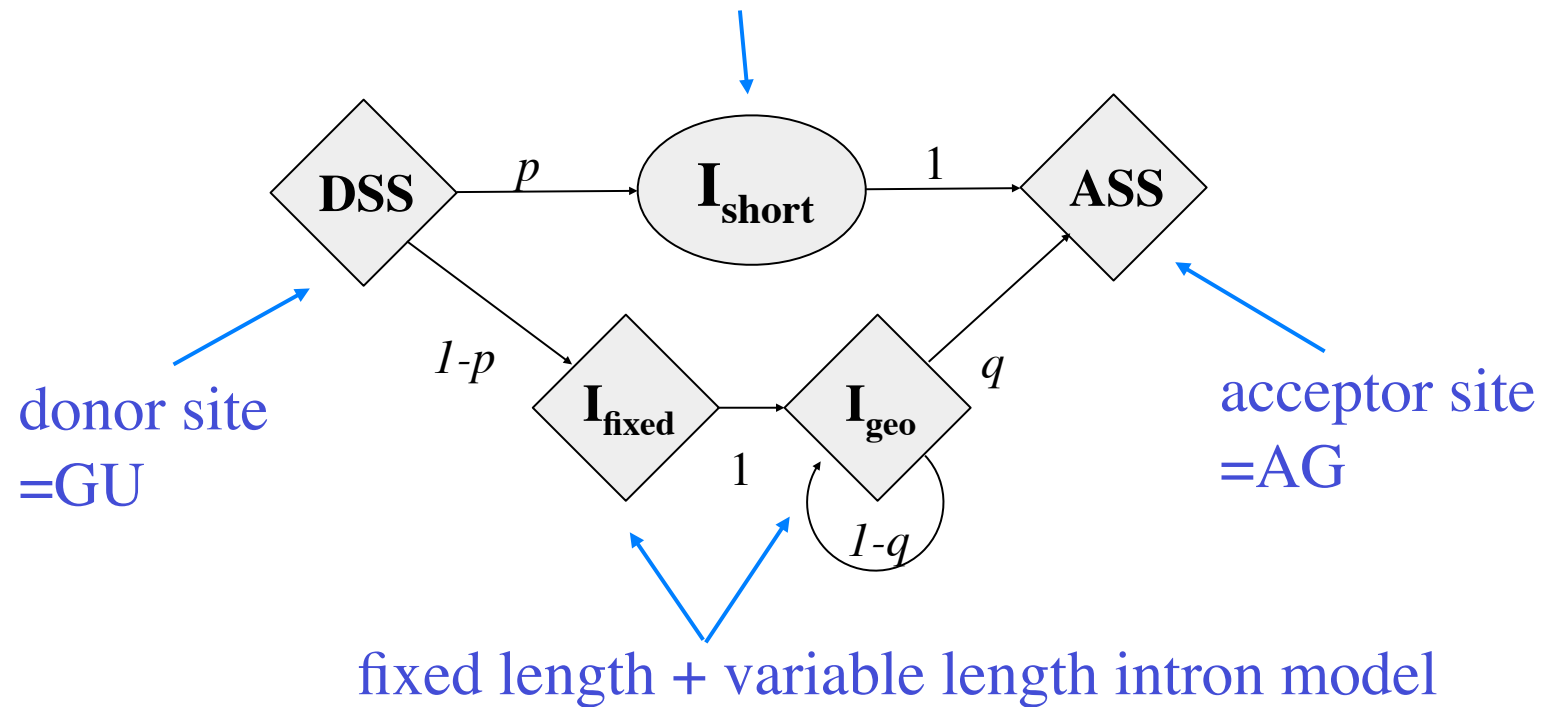 p
1
DSS
I_short
ASS
1-p
q
donor site
=GU
I_fixed
I_geo
acceptor site
=AG
1
1-q
fixed length + variable length intron model